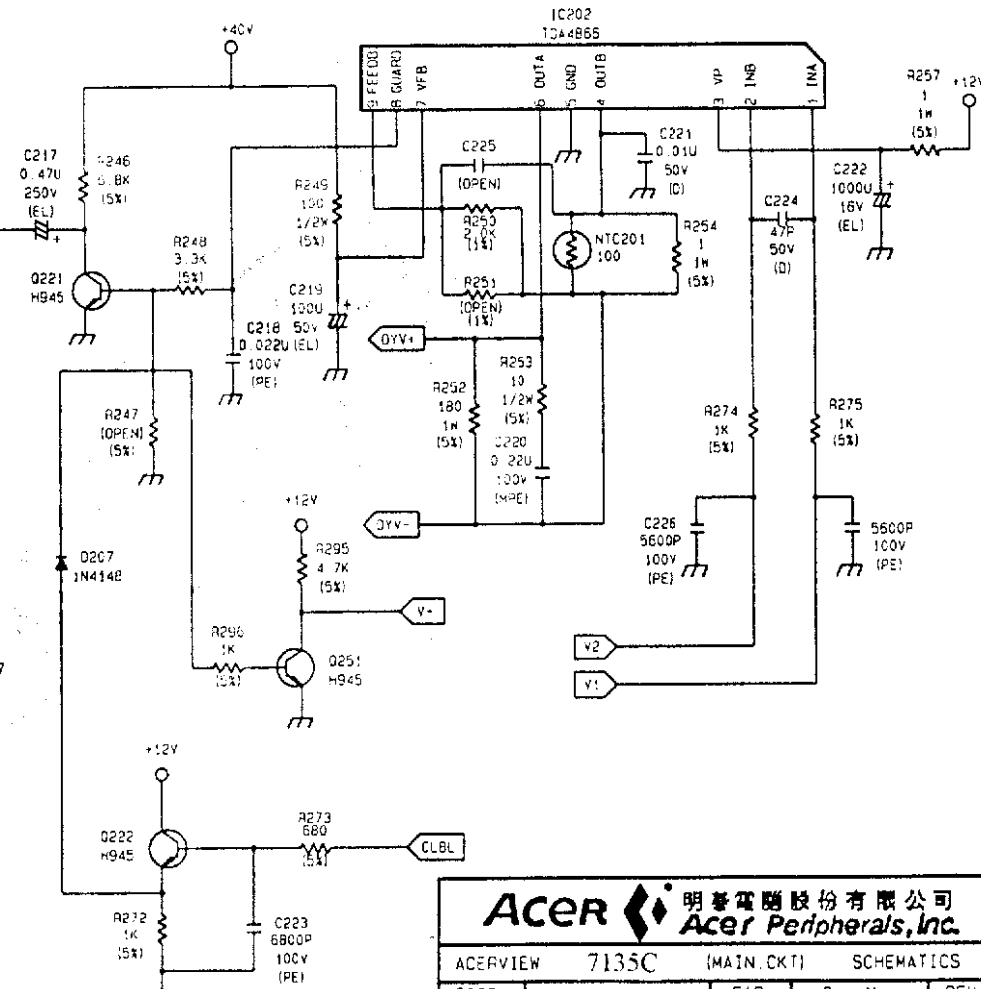 IC202
TDA4866
+40V
9 FEEDB
8 GUARD
7 VFB
6 OUTA
5 GND
4 OUTB
3 VP
2 INB
1 INA
R257
1
1W
(5%)
+12V
C217
0.47U
250V
(EL)
+
R246
6.8K
(5%)
R249
100
1/2W
(5%)
C225
(OPEN)
C221
0.01U
50V
(D)
R250
2.0K
(1%)
NTC201
100
R254
1
1W
(5%)
C224
47P
50V
(D)
C222
1000U
16V
(EL)
+
R248
3.3K
(5%)
Q221
H945
R251
(OPEN)
(1%)
C219
100U
50V
(EL)
+
C218
0.022U
100V
(PE)
DYV+
R252
180
1W
(5%)
R253
10
1/2W
(5%)
C220
0.22U
100V
(MPE)
R247
(OPEN)
(5%)
R274
1K
(5%)
R275
1K
(5%)
+12V
DYV-
C226
5600P
100V
(PE)
5600P
100V
(PE)
D207
1N4148
R295
4.7K
(5%)
V+
R296
1K
(5%)
Q251
H945
V2
V1
+12V
Q222
H945
R273
680
(5%)
CLBL
R272
1K
(5%)
C223
6800P
100V
(PE)
Acer 明碁電腦股份有限公司
Acer Peripherals, Inc.
ACERVIEW 7135C (MAIN.CKT) SCHEMATICS